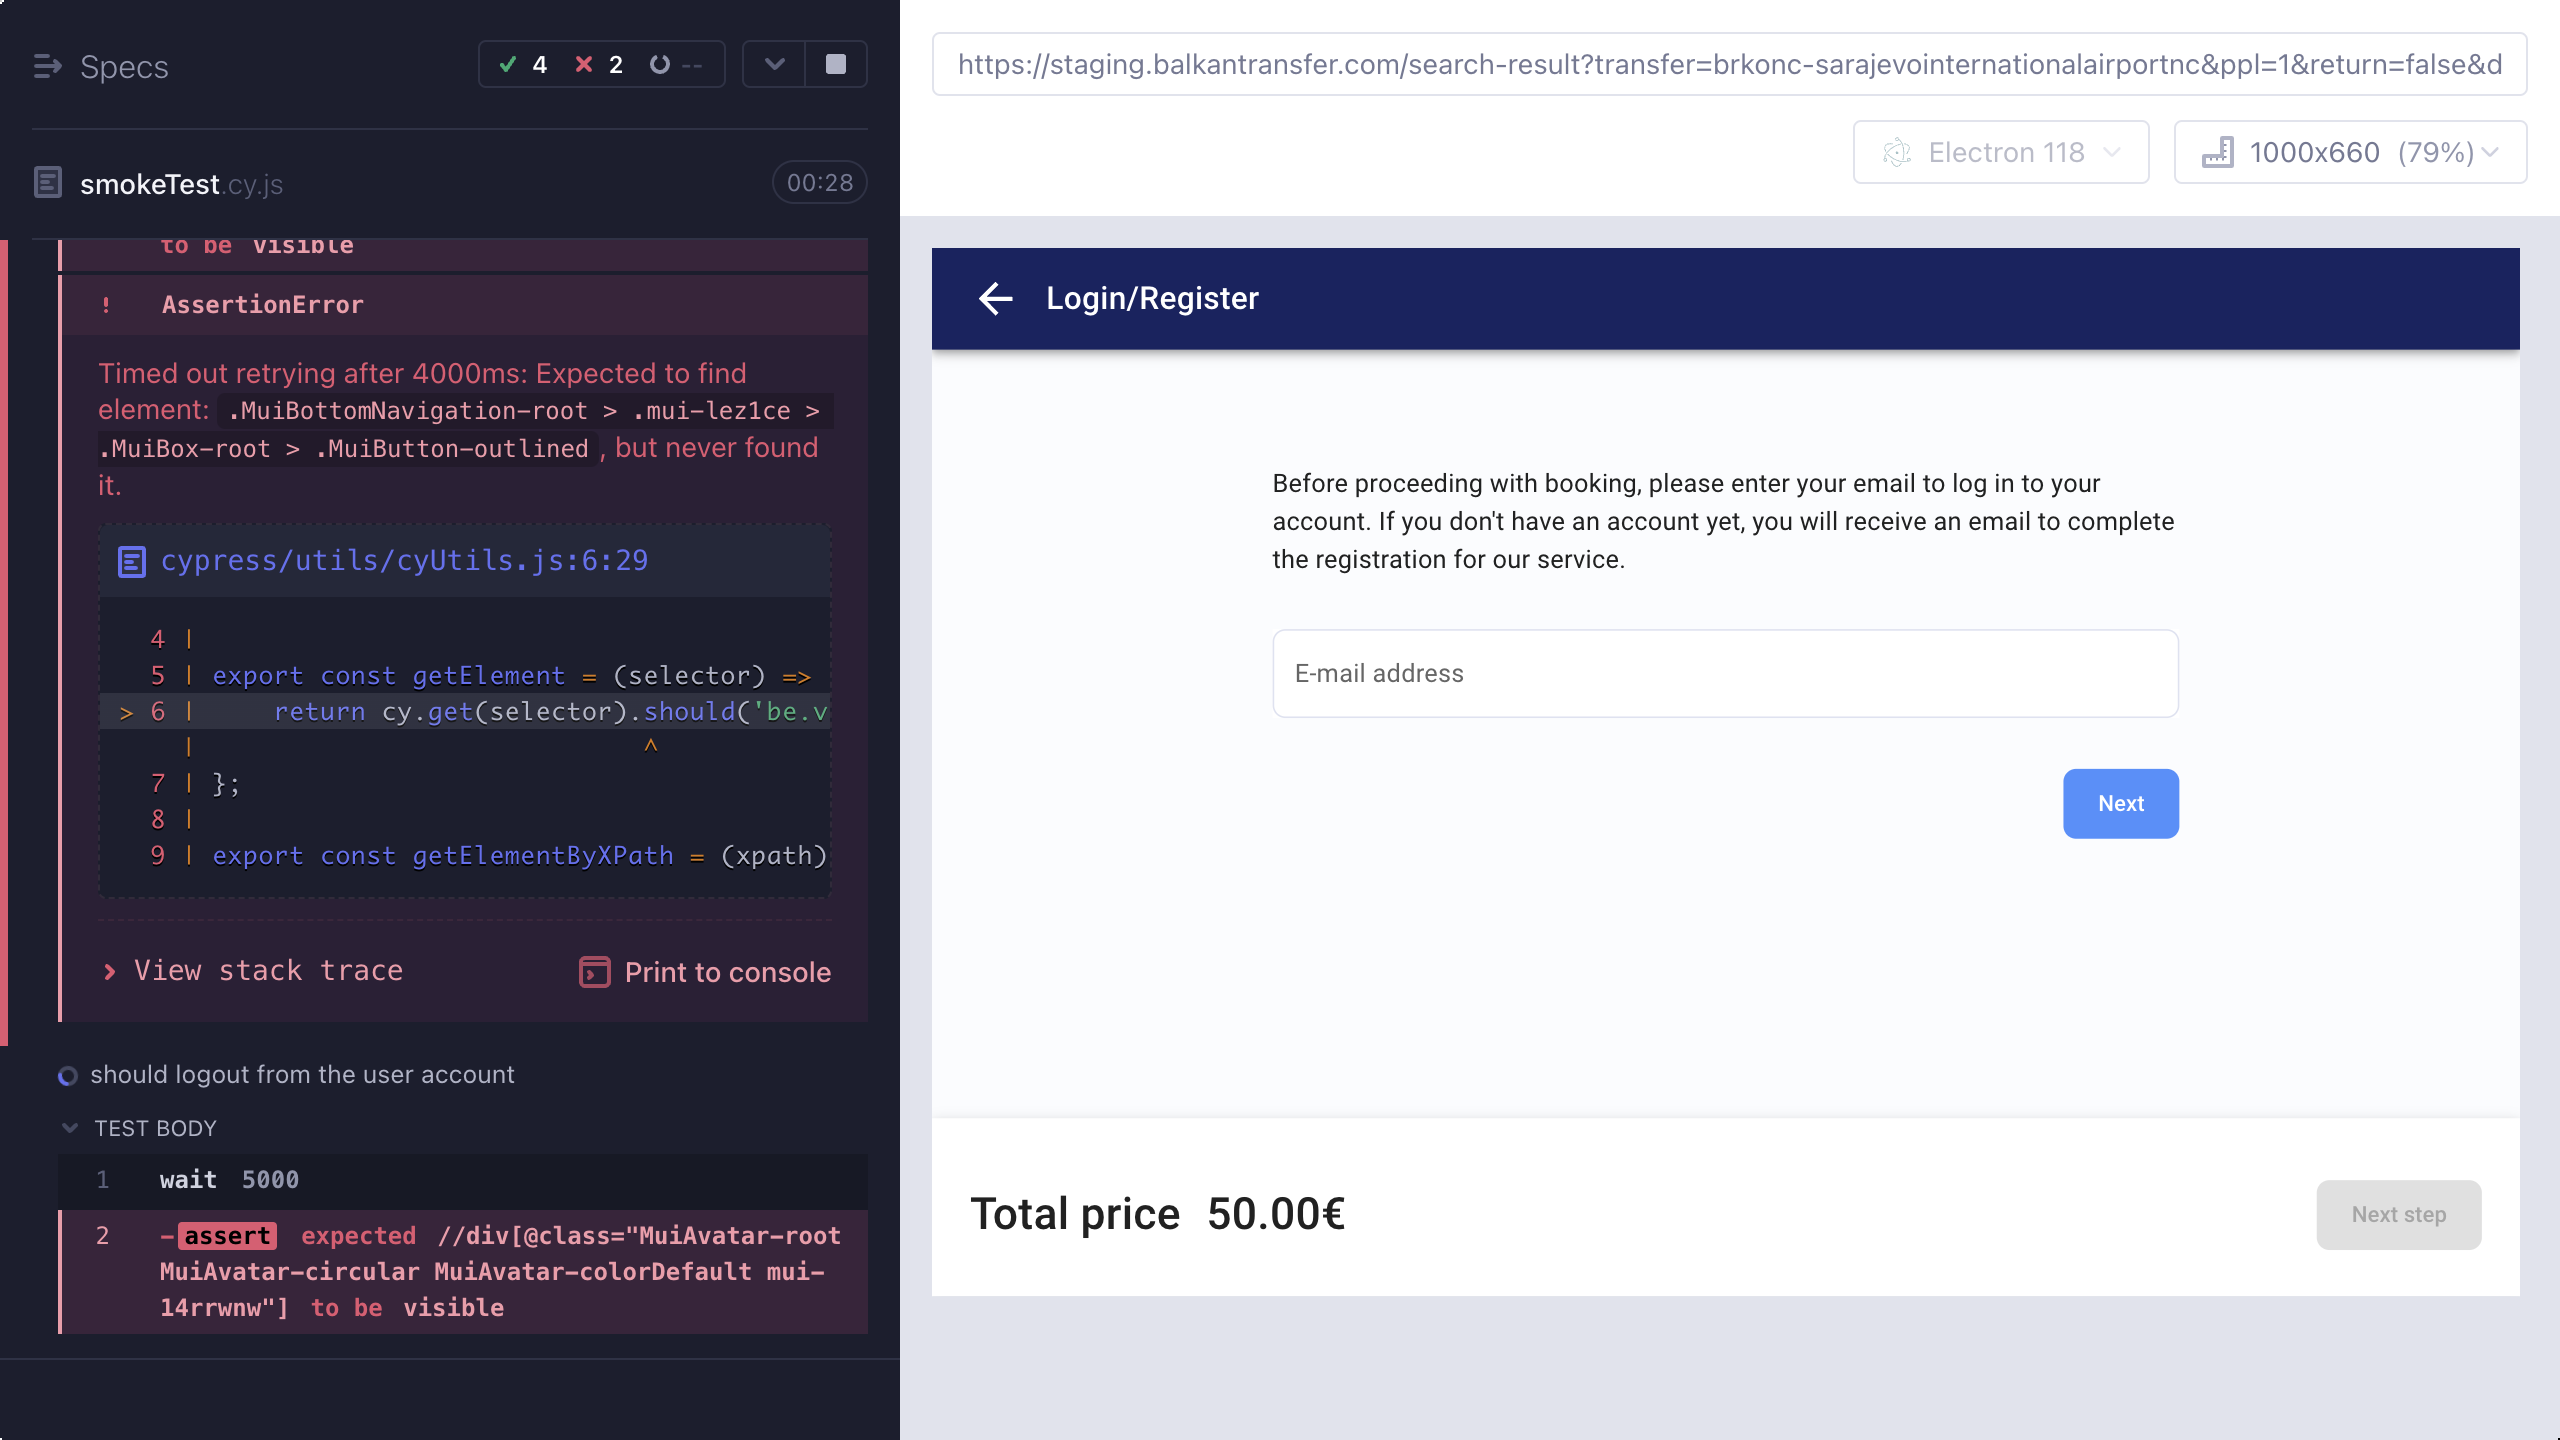 Specs
4 2 --
smokeTest.cy.js
00:28
to be visible
! AssertionError
Timed out retrying after 4000ms: Expected to find
element: .MuiBottomNavigation-root > .mui-lez1ce >
.MuiBox-root > .MuiButton-outlined , but never found
it.
cypress/utils/cyUtils.js:6:29
4 |
5 | export const getElement = (selector) =>
> 6 | return cy.get(selector).should('be.v
| ^
7 | };
8 |
9 | export const getElementByXPath = (xpath)
View stack trace
Print to console
should logout from the user account
TEST BODY
1 wait 5000
2 -assert expected //div[@class="MuiAvatar-root
MuiAvatar-circular MuiAvatar-colorDefault mui-
14rrwnw"] to be visible
https://staging.balkantransfer.com/search-result?transfer=brkonc-sarajevointernationalairportnc&ppl=1&return=false&d
Electron 118
1000x660 (79%)
Login/Register
Before proceeding with booking, please enter your email to log in to your
account. If you don't have an account yet, you will receive an email to complete
the registration for our service.
E-mail address
Next
Total price 50.00€
Next step